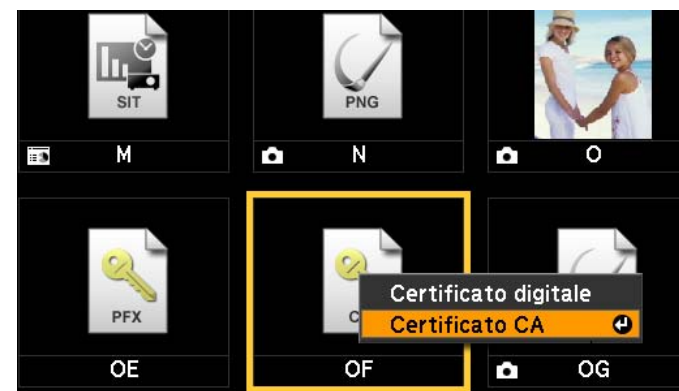 SIT
PNG
M
N
O
PFX
C
Certificato digitale
Certificato CA
OE
OF
OG